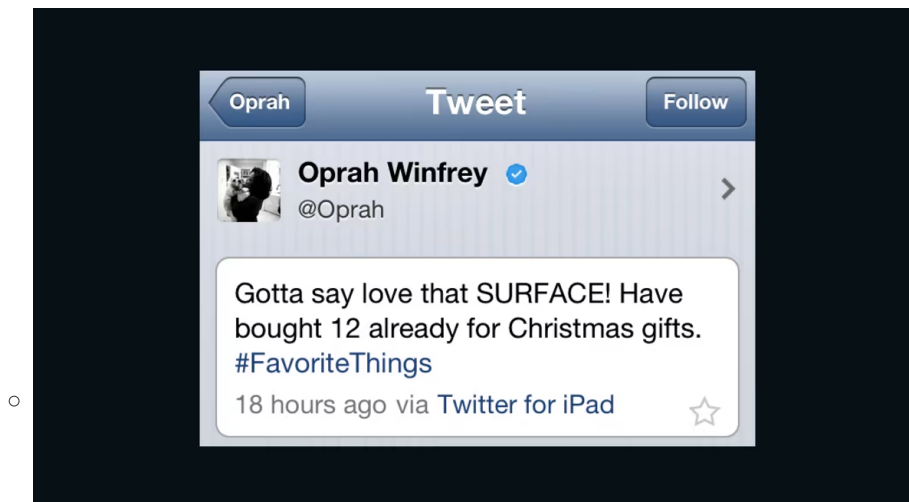 Oprah
Tweet
Follow
Oprah Winfrey
@Oprah
Gotta say love that SURFACE! Have
bought 12 already for Christmas gifts.
#FavoriteThings
18 hours ago via Twitter for iPad